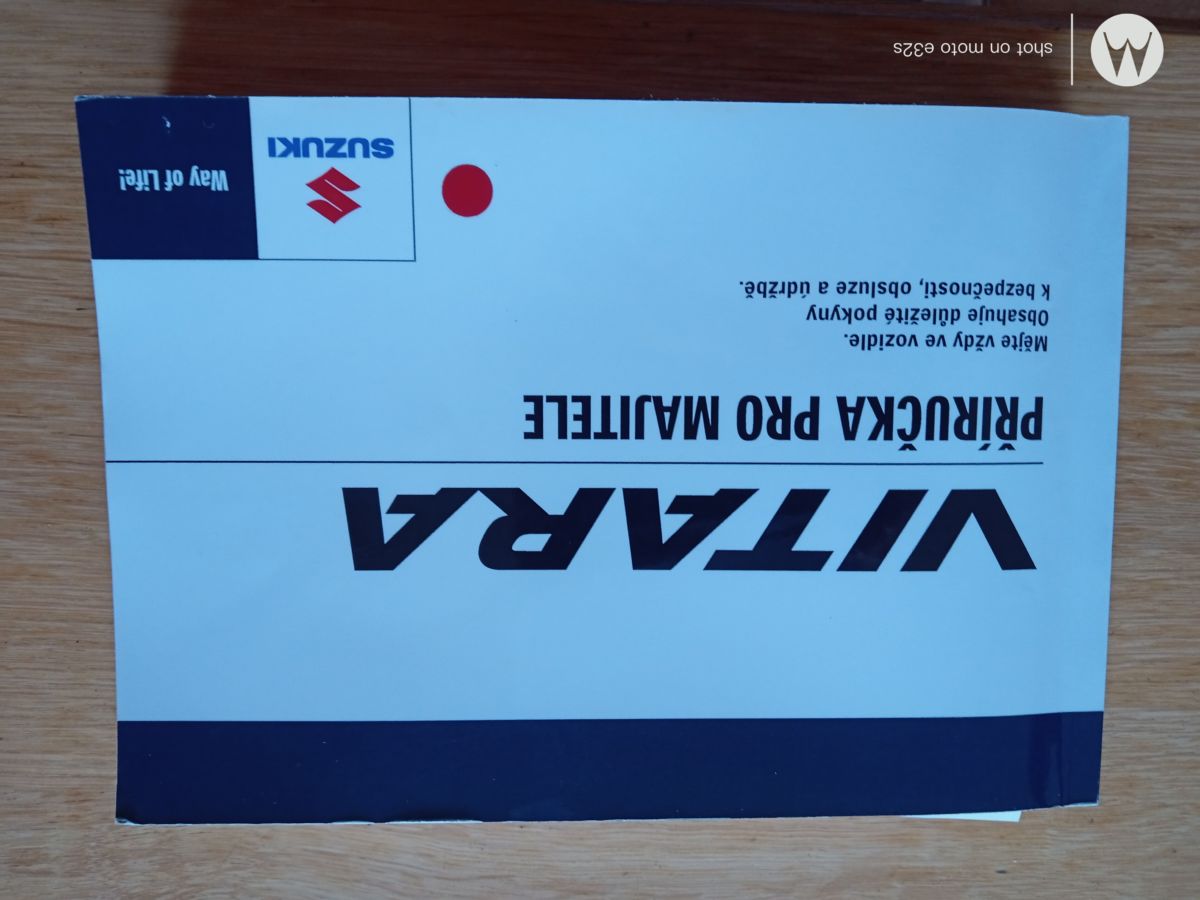 VITARA
PŘÍRUČKA PRO MAJITELE
Mějte vždy ve vozidle.
Obsahuje důležité pokyny
k bezpečnosti, obsluze a údržbě.
SUZUKI
Way of Life!
shot on moto e32s